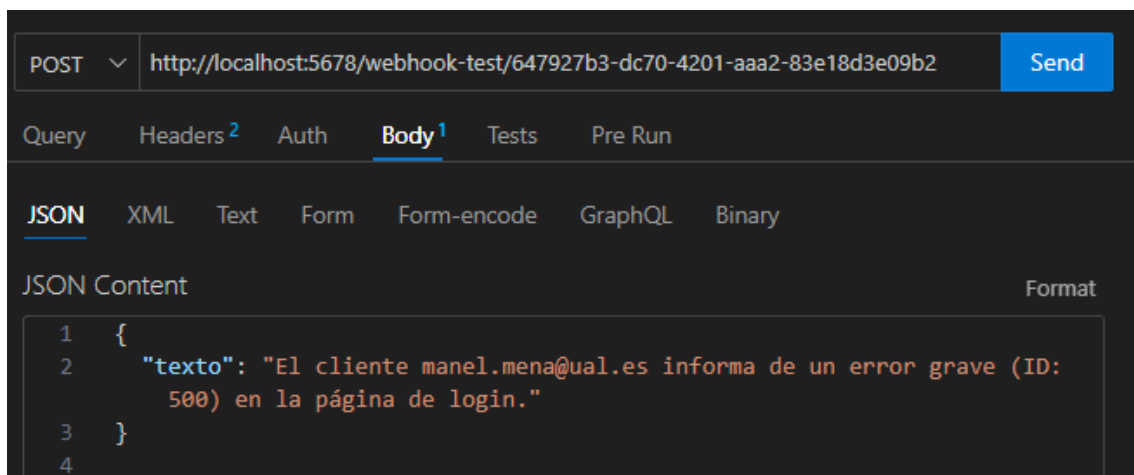 POST http://localhost:5678/webhook-test/647927b3-dc70-4201-aaa2-83e18d3e09b2 Send
Query Headers 2 Auth Body 1 Tests Pre Run
JSON XML Text Form Form-encode GraphQL Binary
JSON Content Format
1 {
2 "texto": "El cliente manel.mena@ual.es informa de un error grave (ID:
500) en la página de login."
3 }
4